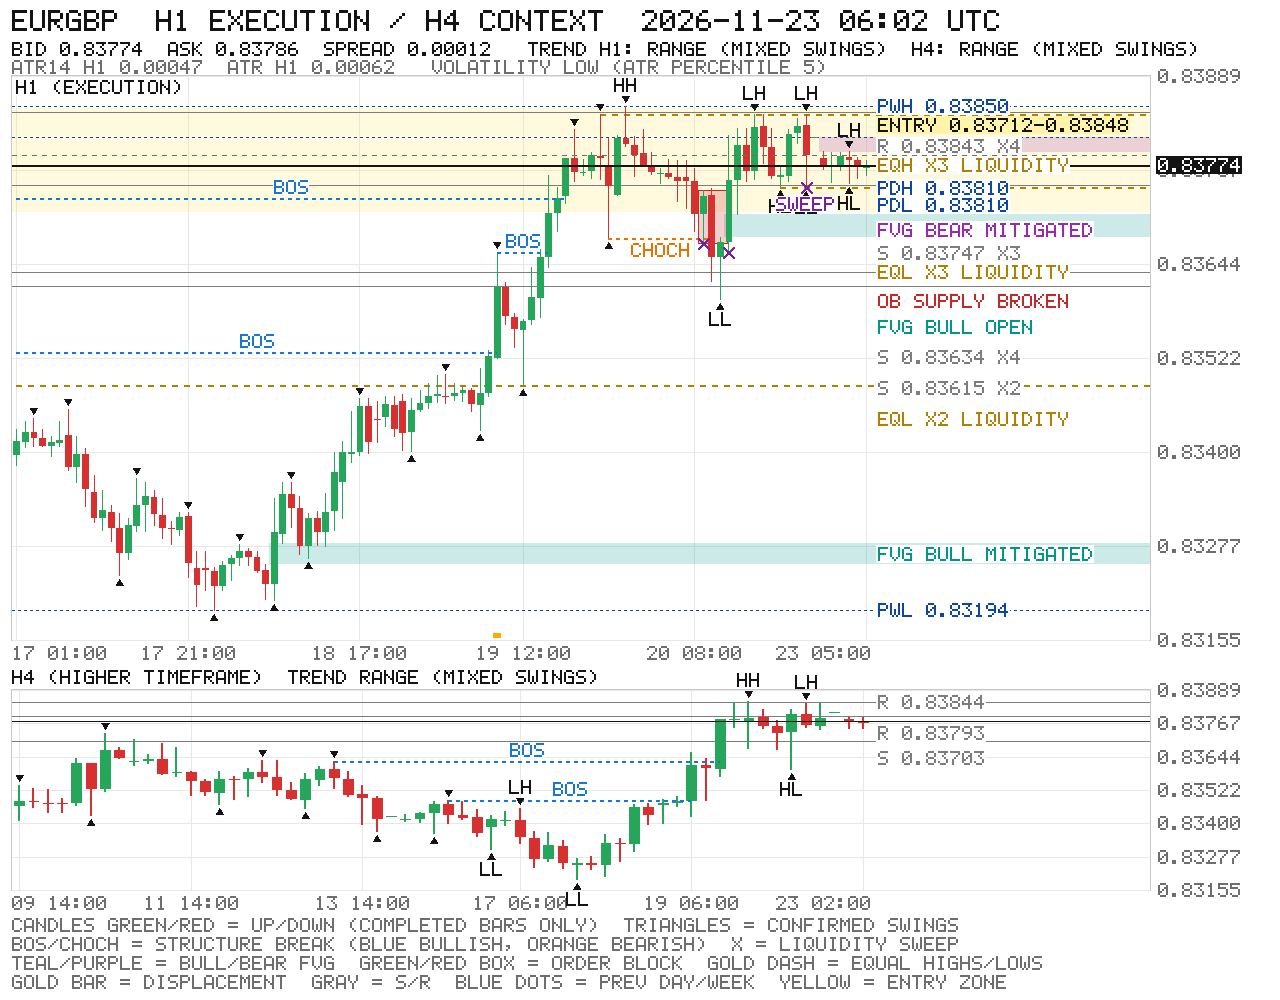 EURGBP  H1 EXECUTION / H4 CONTEXT  2026-11-23 06:02 UTC
BID 0.83774  ASK 0.83786  SPREAD 0.00012  TREND H1: RANGE (MIXED SWINGS)  H4: RANGE (MIXED SWINGS)
ATR14 H1 0.00047  ATR H1 0.00062  VOLATILITY LOW (ATR PERCENTILE 5)
H1 (EXECUTION)
0.83889
HH
LH
LH
PWH 0.83850
ENTRY 0.83712-0.83848
LH
R 0.83843 X4
EQH X3 LIQUIDITY
0.83774
BOS
PDH 0.83810
SWEEP
HL
PDL 0.83810
FVG BEAR MITIGATED
BOS
CHOCH
S 0.83747 X3
0.83644
EQL X3 LIQUIDITY
OB SUPPLY BROKEN
LL
FVG BULL OPEN
BOS
S 0.83634 X4
0.83522
S 0.83615 X2
EQL X2 LIQUIDITY
0.83400
FVG BULL MITIGATED
0.83277
PWL 0.83194
0.83155
17 01:00
17 21:00
18 17:00
19 12:00
20 08:00
23 05:00
H4 (HIGHER TIMEFRAME)  TREND RANGE (MIXED SWINGS)
HH
LH
0.83889
R 0.83844
0.83767
R 0.83793
BOS
S 0.83703
0.83644
LH
BOS
HL
0.83522
0.83400
LL
0.83277
LL
0.83155
09 14:00
11 14:00
13 14:00
17 06:00
19 06:00
23 02:00
CANDLES GREEN/RED = UP/DOWN (COMPLETED BARS ONLY)  TRIANGLES = CONFIRMED SWINGS
BOS/CHOCH = STRUCTURE BREAK (BLUE BULLISH, ORANGE BEARISH)  X = LIQUIDITY SWEEP
TEAL/PURPLE = BULL/BEAR FVG  GREEN/RED BOX = ORDER BLOCK  GOLD DASH = EQUAL HIGHS/LOWS
GOLD BAR = DISPLACEMENT  GRAY = S/R  BLUE DOTS = PREV DAY/WEEK  YELLOW = ENTRY ZONE